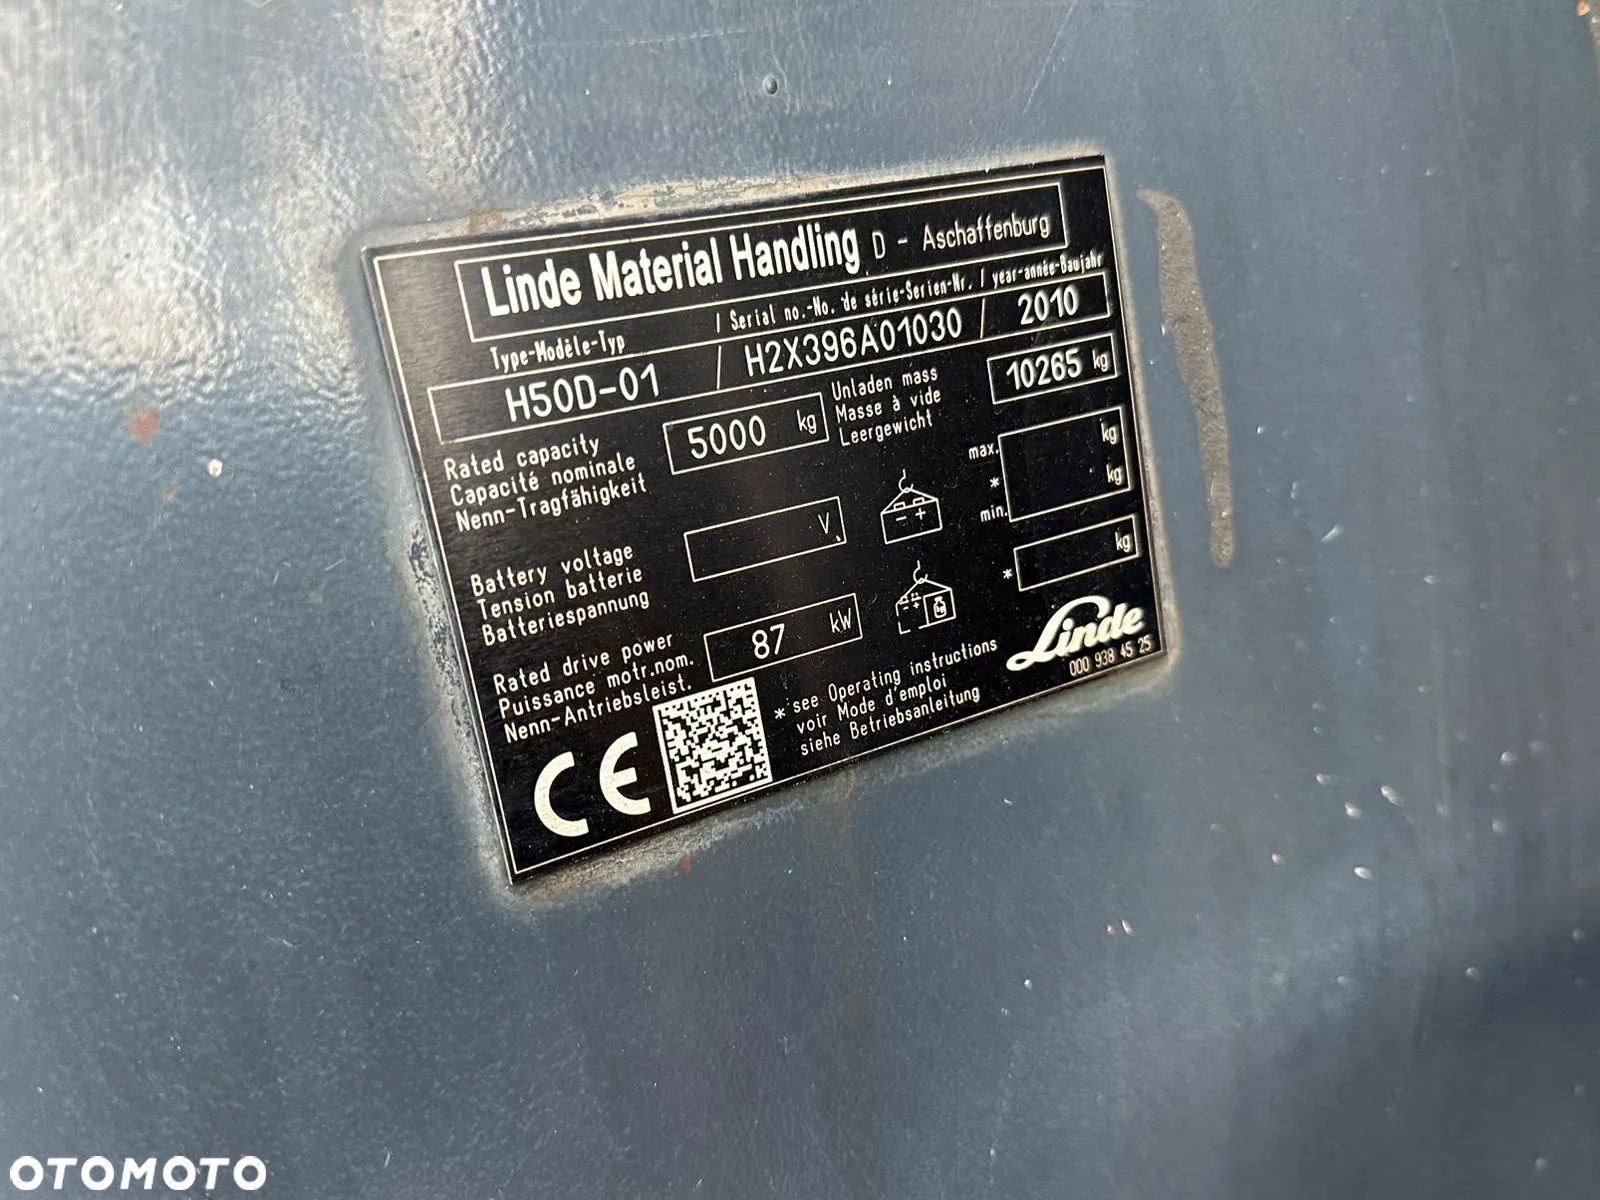 Linde Material Handling D - Aschaffenburg
Type-Modèle-Typ / Serial no.-No. de série-Serien-Nr. / year-année-Baujahr
H50D-01 / H2X396A01030 / 2010
Rated capacity
Capacité nominale
Nenn-Tragfähigkeit
5000 kg
Unladen mass
Masse à vide
Leergewicht
10265 kg
Battery voltage
Tension batterie
Batteriespannung
V
- +
max. kg
* kg
min.
Rated drive power
Puissance motr.nom.
Nenn-Antriebsleist.
87 kW
- +
* kg
*see Operating instructions
voir Mode d'emploi
siehe Betriebsanleitung
Linde
000 938 45 25
CE
OTOMOTO